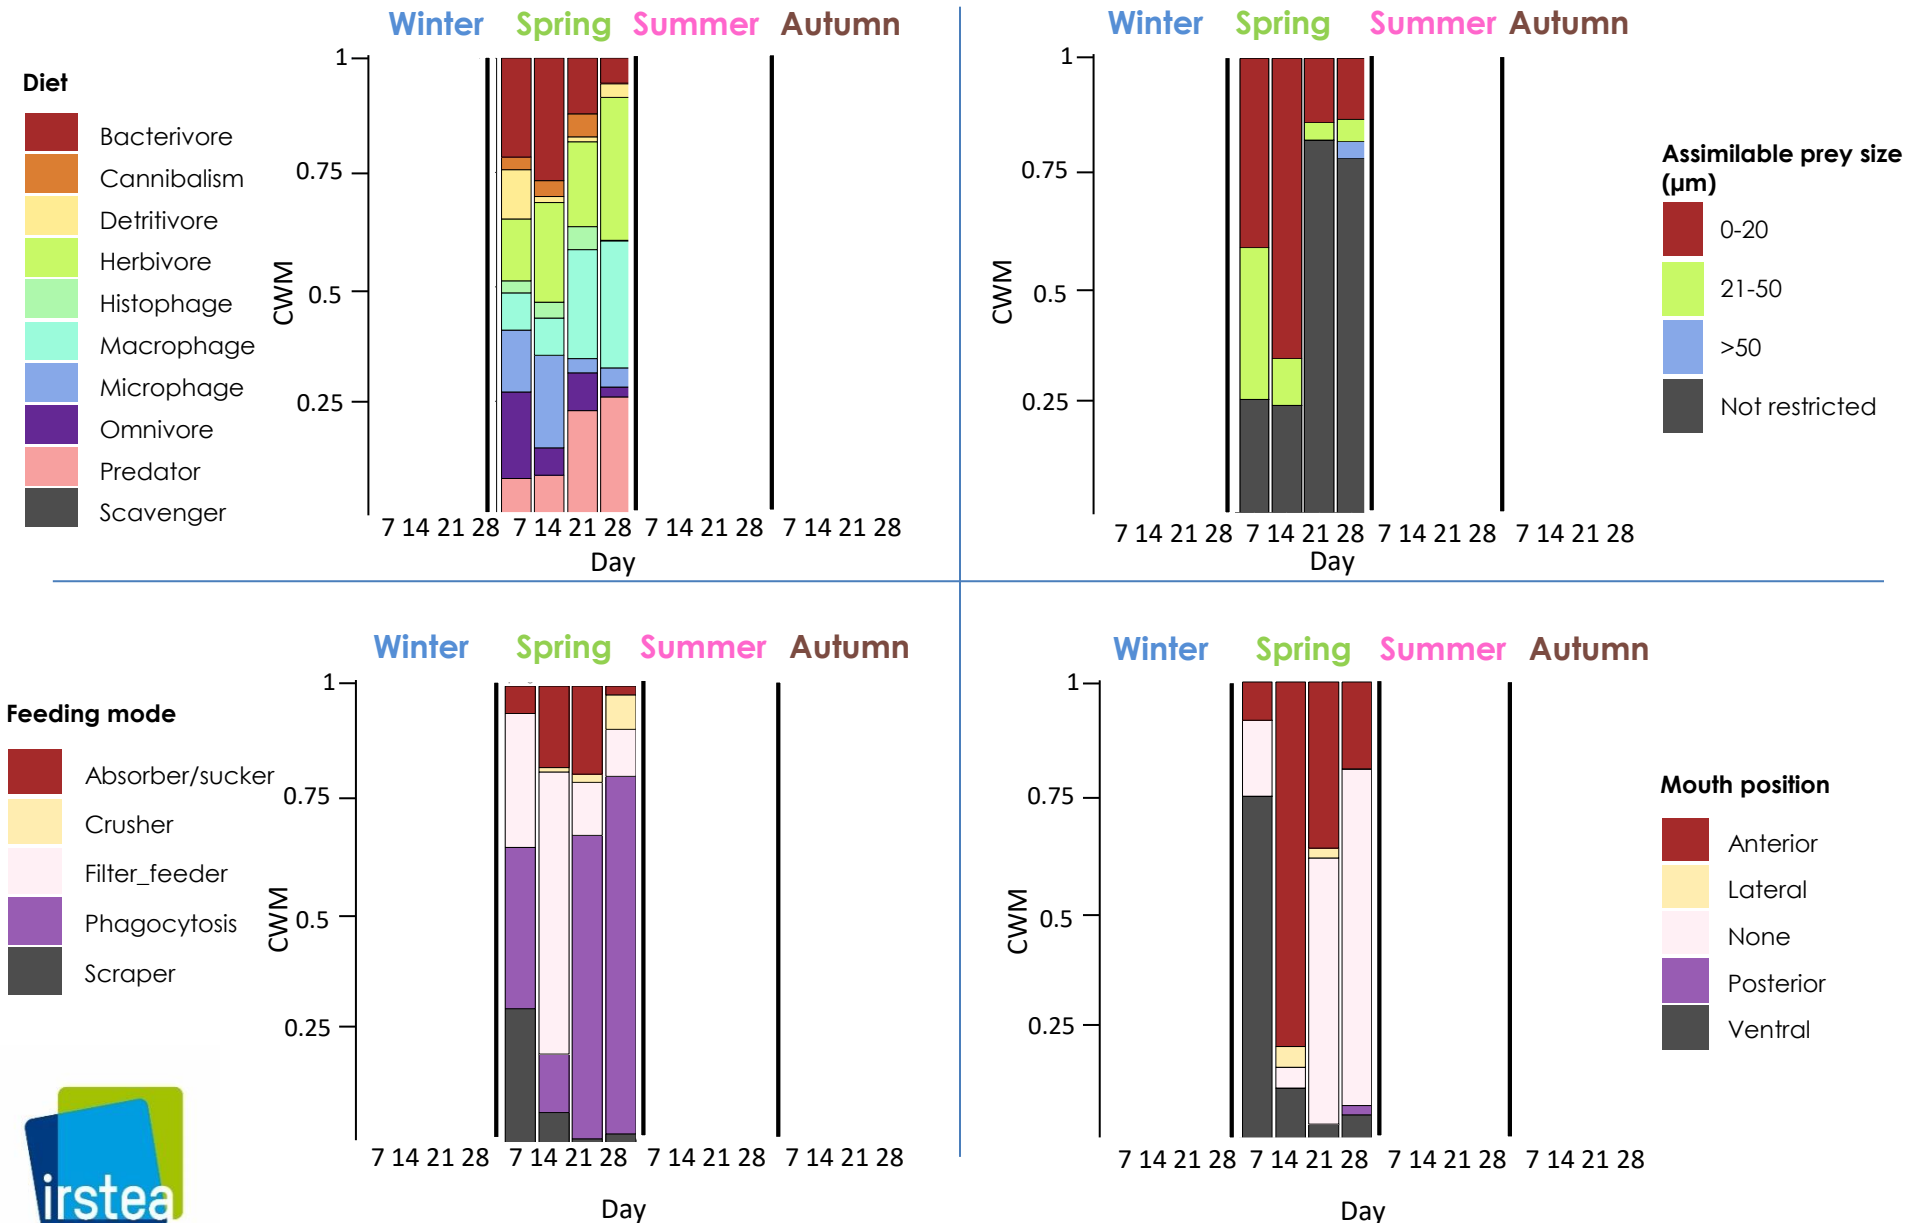 Winter Spring Summer Autumn
Diet
Bacterivore
Cannibalism
Detritivore
Herbivore
Histophage
Macrophage
Microphage
Omnivore
Predator
Scavenger
CWM
1
0.75
0.5
0.25
7 14 21 28 7 14 21 28 7 14 21 28 7 14 21 28
Day
Winter Spring Summer Autumn
CWM
1
0.75
0.5
0.25
7 14 21 28 7 14 21 28 7 14 21 28 7 14 21 28
Day
Assimilable prey size
(µm)
0-20
21-50
>50
Not restricted
Winter Spring Summer Autumn
Feeding mode
Absorber/sucker
Crusher
Filter_feeder
Phagocytosis
Scraper
CWM
1
0.75
0.5
0.25
7 14 21 28 7 14 21 28 7 14 21 28 7 14 21 28
Day
irstea
Winter Spring Summer Autumn
CWM
1
0.75
0.5
0.25
7 14 21 28 7 14 21 28 7 14 21 28 7 14 21 28
Day
Mouth position
Anterior
Lateral
None
Posterior
Ventral